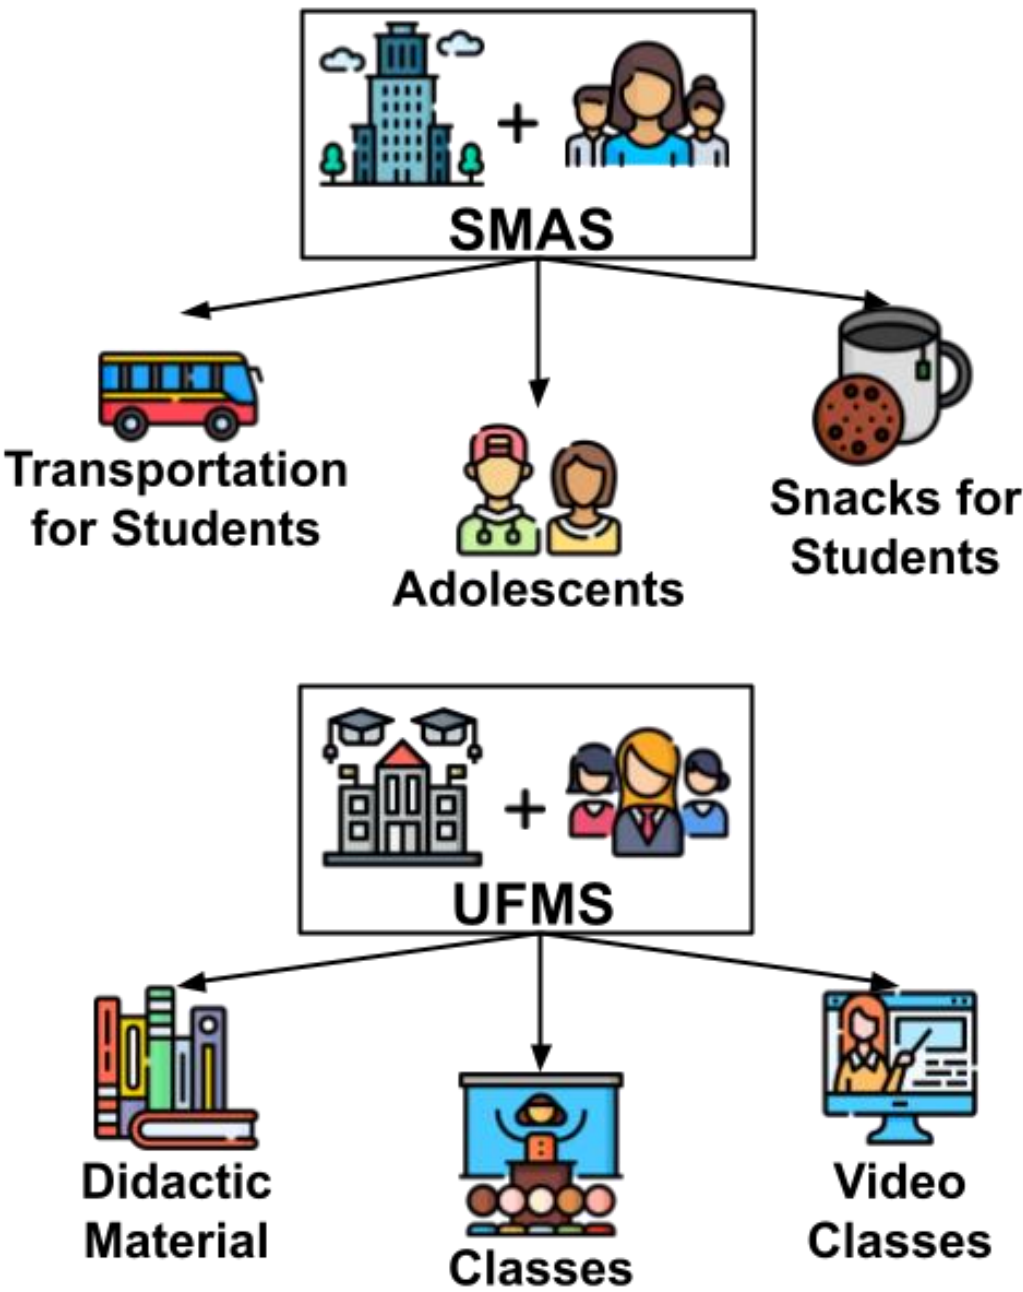 +
SMAS
Transportation
for Students
Adolescents
Snacks for
Students
+
UFMS
Didactic
Material
Classes
Video
Classes